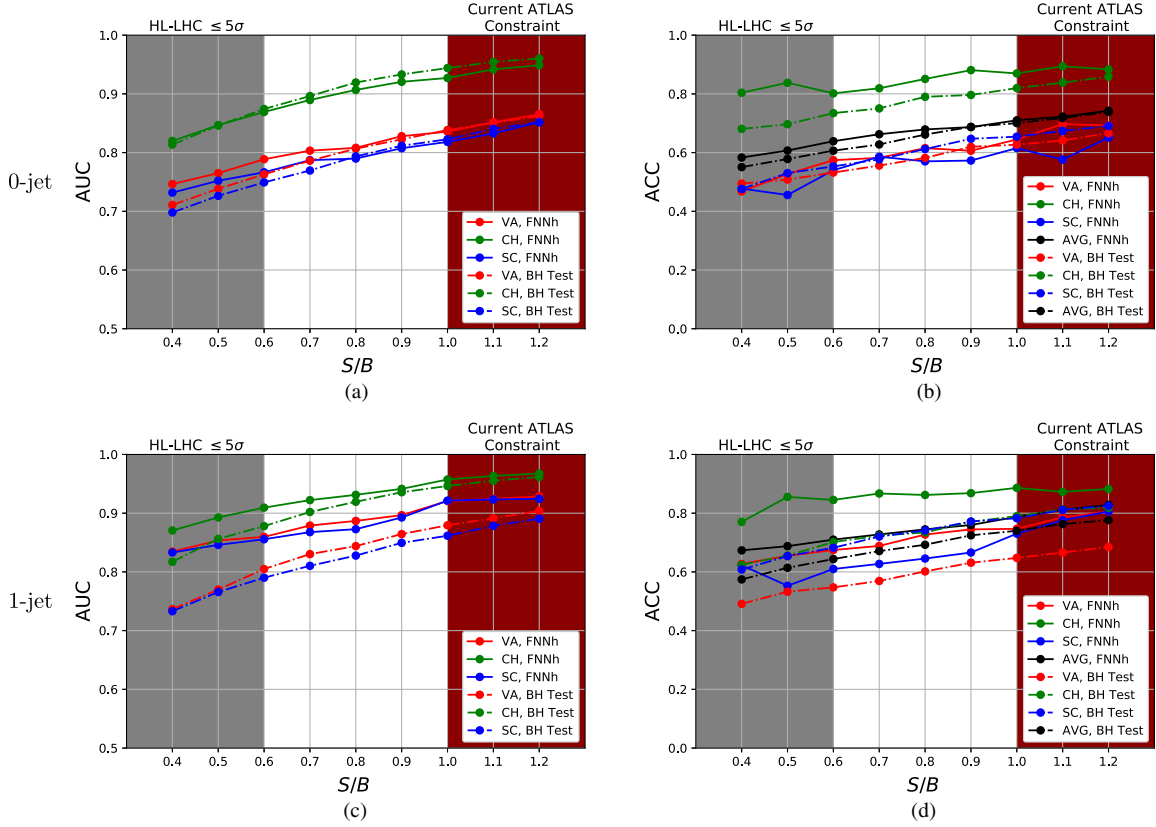 HL-LHC ≤ 5σ
Current ATLAS
Constraint
0-jet
AUC
1.0
0.9
0.8
0.7
0.6
0.5
VA, FNNh
CH, FNNh
SC, FNNh
VA, BH Test
CH, BH Test
SC, BH Test
0.4 0.5 0.6 0.7 0.8 0.9 1.0 1.1 1.2
S/B
(a)
HL-LHC ≤ 5σ
Current ATLAS
Constraint
ACC
1.0
0.8
0.6
0.4
0.2
0.0
VA, FNNh
CH, FNNh
SC, FNNh
AVG, FNNh
VA, BH Test
CH, BH Test
SC, BH Test
AVG, BH Test
0.4 0.5 0.6 0.7 0.8 0.9 1.0 1.1 1.2
S/B
(b)
HL-LHC ≤ 5σ
Current ATLAS
Constraint
1-jet
AUC
1.0
0.9
0.8
0.7
0.6
0.5
VA, FNNh
CH, FNNh
SC, FNNh
VA, BH Test
CH, BH Test
SC, BH Test
0.4 0.5 0.6 0.7 0.8 0.9 1.0 1.1 1.2
S/B
(c)
HL-LHC ≤ 5σ
Current ATLAS
Constraint
ACC
1.0
0.8
0.6
0.4
0.2
0.0
VA, FNNh
CH, FNNh
SC, FNNh
AVG, FNNh
VA, BH Test
CH, BH Test
SC, BH Test
AVG, BH Test
0.4 0.5 0.6 0.7 0.8 0.9 1.0 1.1 1.2
S/B
(d)